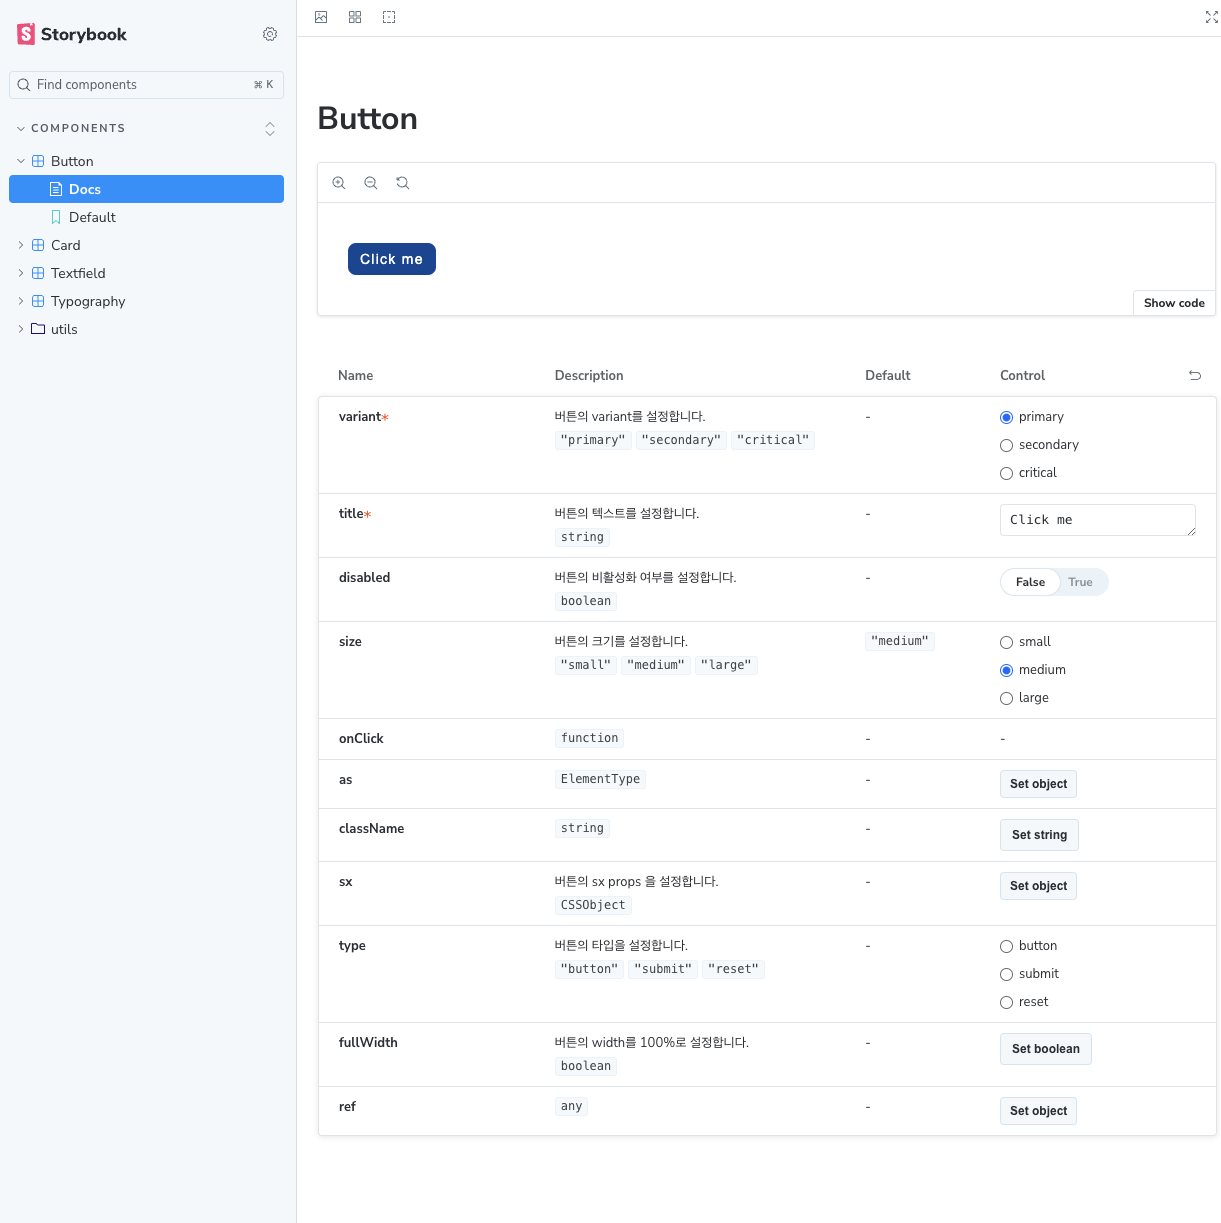 Storybook
Find components
⌘ K
COMPONENTS
Button
Docs
Default
Card
Textfield
Typography
utils
Button
Click me
Show code
Name Description Default Control
variant* 버튼의 variant를 설정합니다. - primary
"primary" "secondary" "critical"
secondary
critical
title* 버튼의 텍스트를 설정합니다. - Click me
string
disabled 버튼의 비활성화 여부를 설정합니다. - False True
boolean
size 버튼의 크기를 설정합니다. "medium" small
"small" "medium" "large"
medium
large
onClick function - -
as ElementType - Set object
className string - Set string
sx 버튼의 sx props 을 설정합니다. - Set object
CSSObject
type 버튼의 타입을 설정합니다. - button
"button" "submit" "reset"
submit
reset
fullWidth 버튼의 width를 100%로 설정합니다. - Set boolean
boolean
ref any - Set object